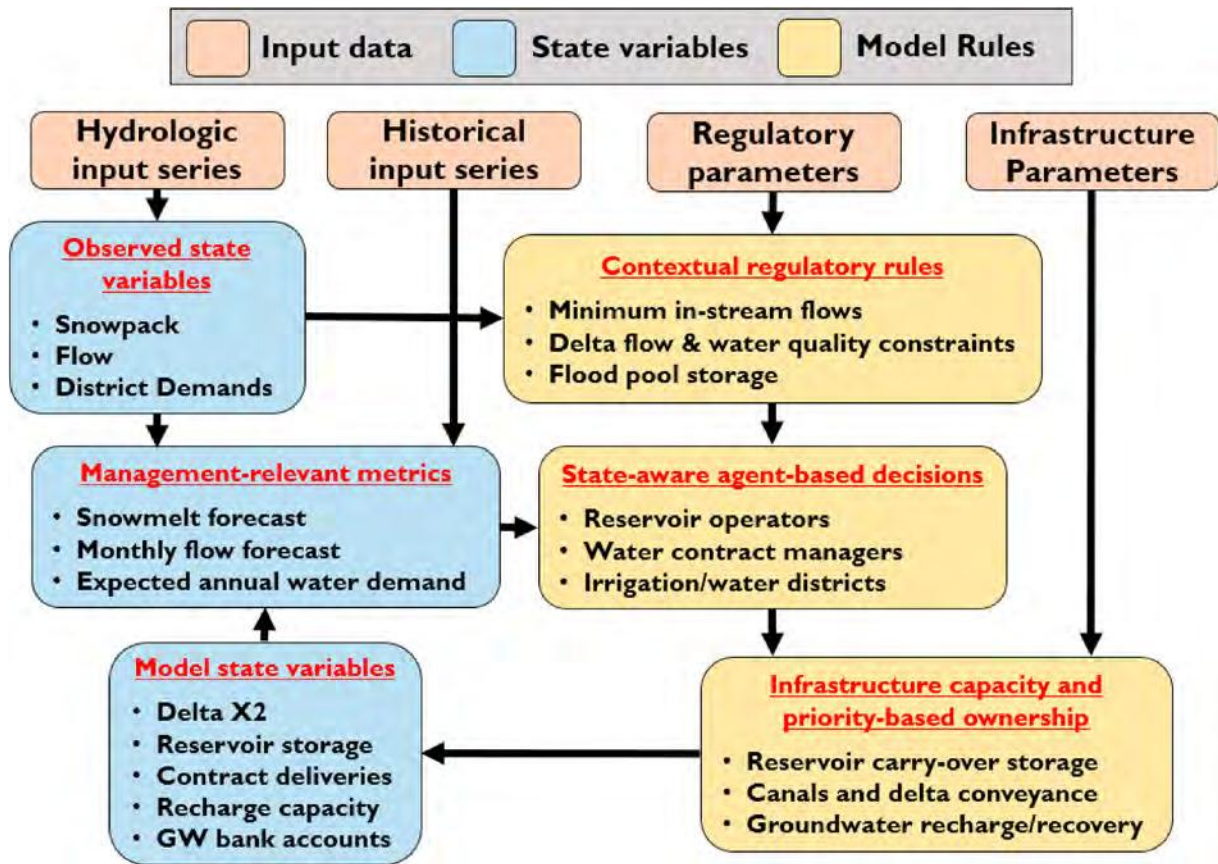 Input data
State variables
Model Rules
Hydrologic
input series
Historical
input series
Regulatory
parameters
Infrastructure
Parameters
Observed state
variables
• Snowpack
• Flow
• District Demands
Contextual regulatory rules
• Minimum in-stream flows
• Delta flow & water quality constraints
• Flood pool storage
Management-relevant metrics
• Snowmelt forecast
• Monthly flow forecast
• Expected annual water demand
State-aware agent-based decisions
• Reservoir operators
• Water contract managers
• Irrigation/water districts
Model state variables
• Delta X2
• Reservoir storage
• Contract deliveries
• Recharge capacity
• GW bank accounts
Infrastructure capacity and
priority-based ownership
• Reservoir carry-over storage
• Canals and delta conveyance
• Groundwater recharge/recovery